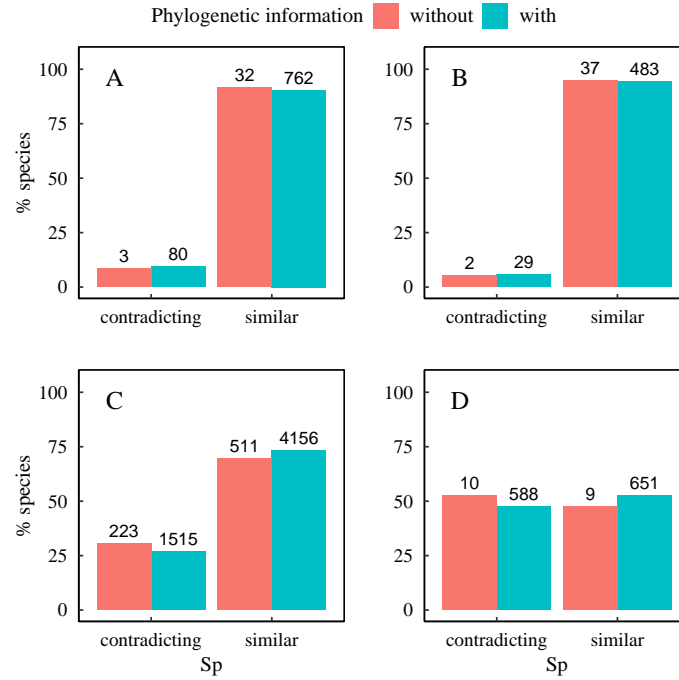 Phylogenetic information without with
A
32 762
3 80
100
75
50
25
0
% species
contradicting similar
B
37 483
2 29
100
75
50
25
0
% species
contradicting similar
C
511 4156
223 1515
100
75
50
25
0
% species
contradicting similar
Sp
D
10 588 9 651
100
75
50
25
0
contradicting similar
Sp